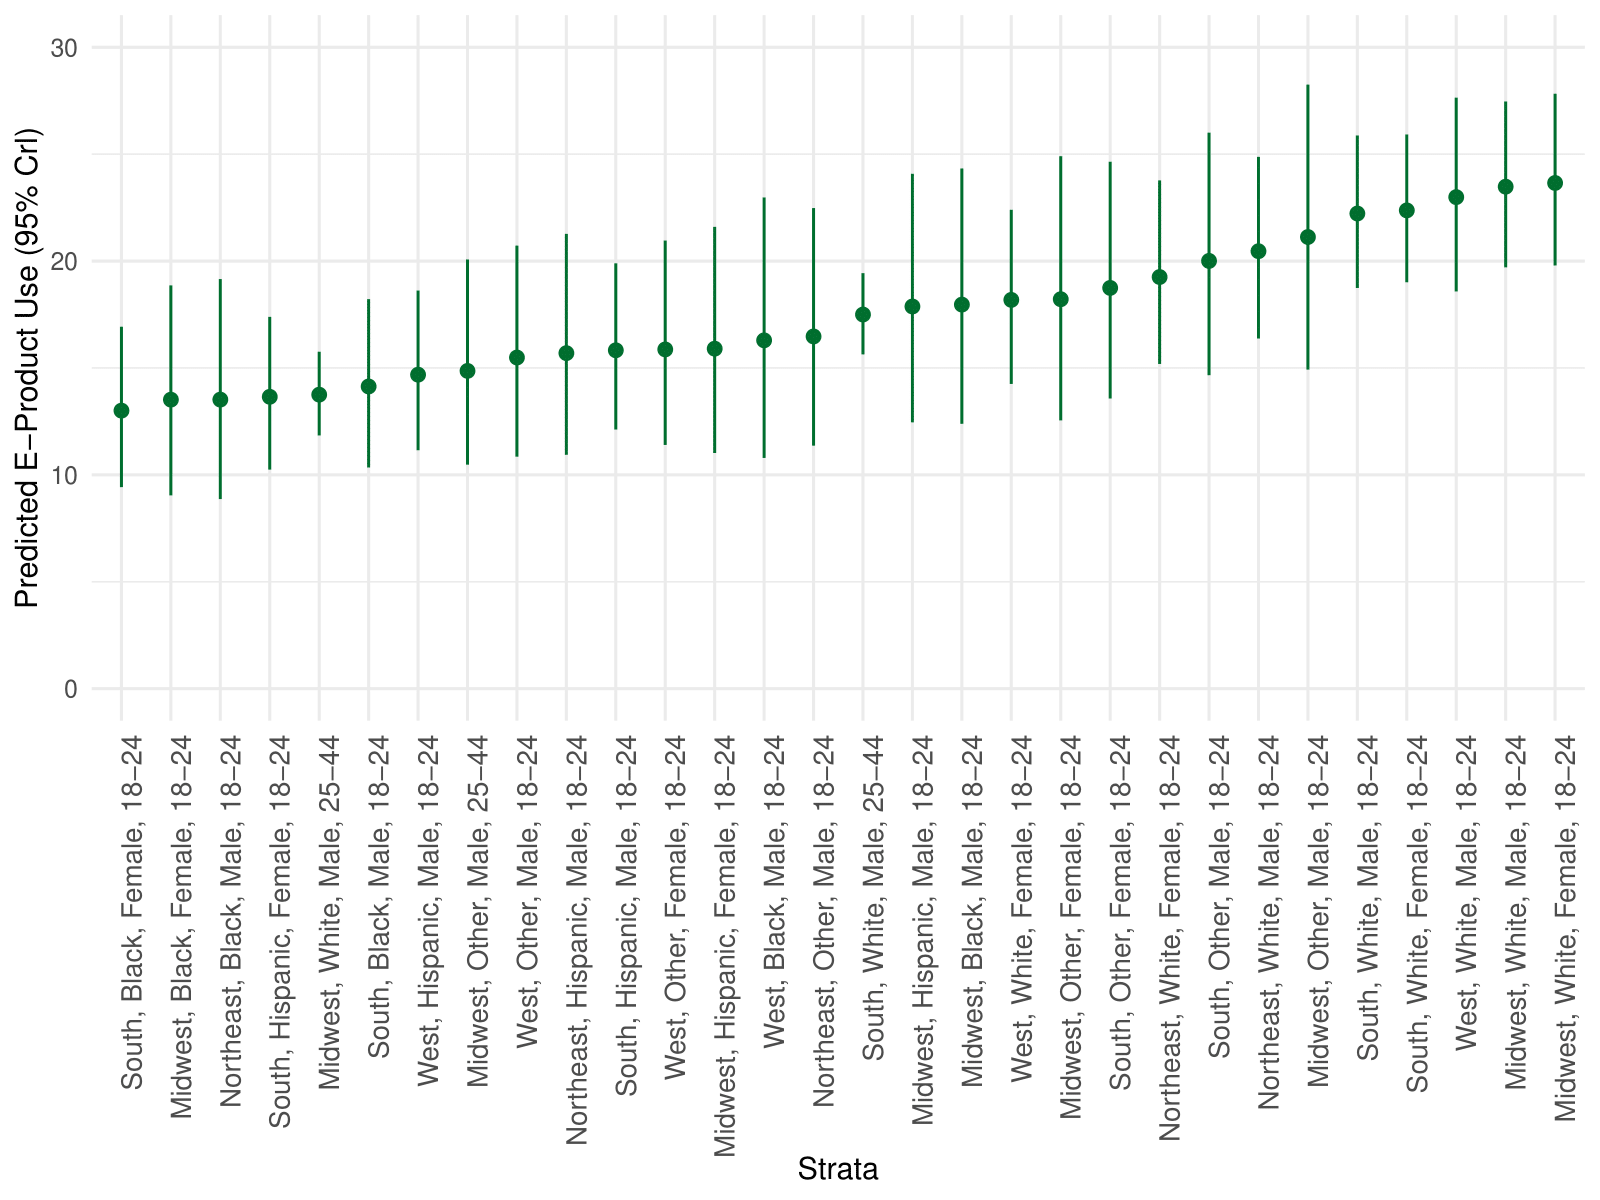 Predicted E−Product Use (95% CrI)
30
20
10
0
South, Black, Female, 18−24
Midwest, Black, Female, 18−24
Northeast, Black, Male, 18−24
South, Hispanic, Female, 18−24
Midwest, White, Male, 25−44
South, Black, Male, 18−24
West, Hispanic, Male, 18−24
Midwest, Other, Male, 25−44
West, Other, Male, 18−24
Northeast, Hispanic, Male, 18−24
South, Hispanic, Male, 18−24
West, Other, Female, 18−24
Midwest, Hispanic, Female, 18−24
West, Black, Male, 18−24
Northeast, Other, Male, 18−24
South, White, Male, 25−44
Midwest, Hispanic, Male, 18−24
Midwest, Black, Male, 18−24
West, White, Female, 18−24
Midwest, Other, Female, 18−24
South, Other, Female, 18−24
Northeast, White, Female, 18−24
South, Other, Male, 18−24
Northeast, White, Male, 18−24
Midwest, Other, Male, 18−24
South, White, Male, 18−24
South, White, Female, 18−24
West, White, Male, 18−24
Midwest, White, Male, 18−24
Midwest, White, Female, 18−24
Strata